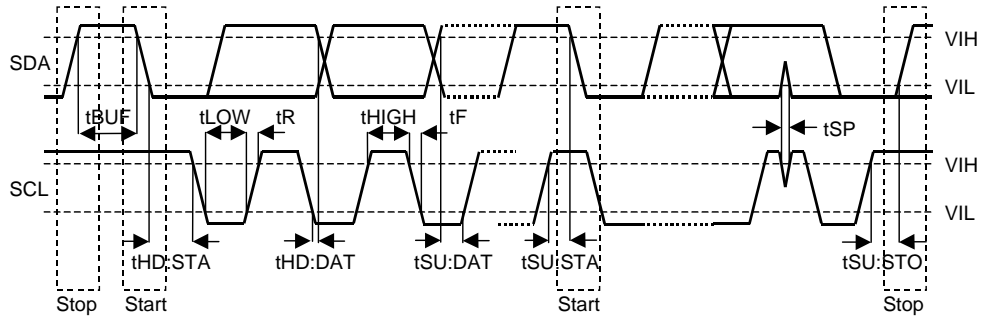 VIH
SDA
VIL
tBUF tLOW tR tHIGH tF tSP
VIH
SCL
VIL
tHD:STA tHD:DAT tSU:DAT tSU:STA tSU:STO
Stop Start Start Stop